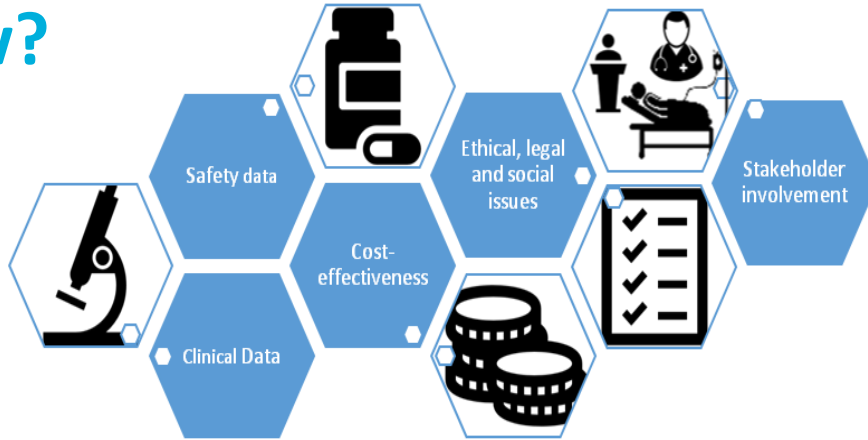 ?
Safety data
Ethical, legal
and social
issues
Stakeholder
involvement
Cost-
effectiveness
Clinical Data